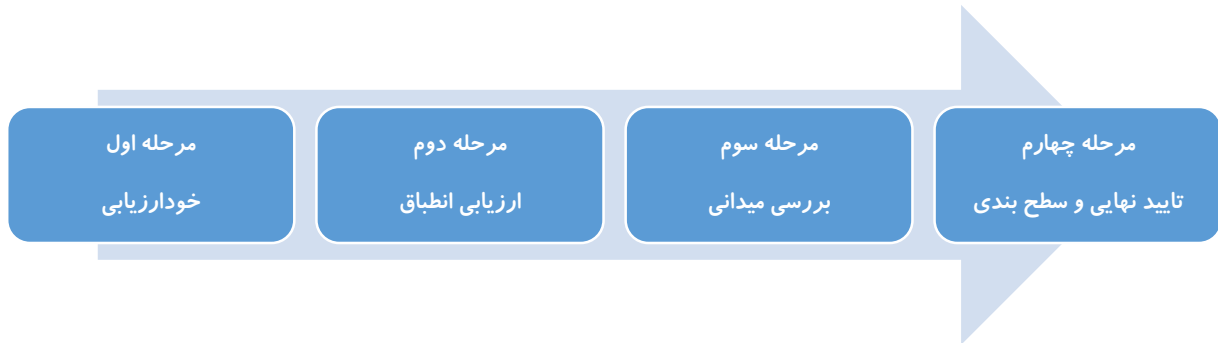 مرحله اول
خودارزیابی
مرحله دوم
ارزیابی انطباق
مرحله سوم
بررسی میدانی
مرحله چهارم
تایید نهایی و سطح بندی